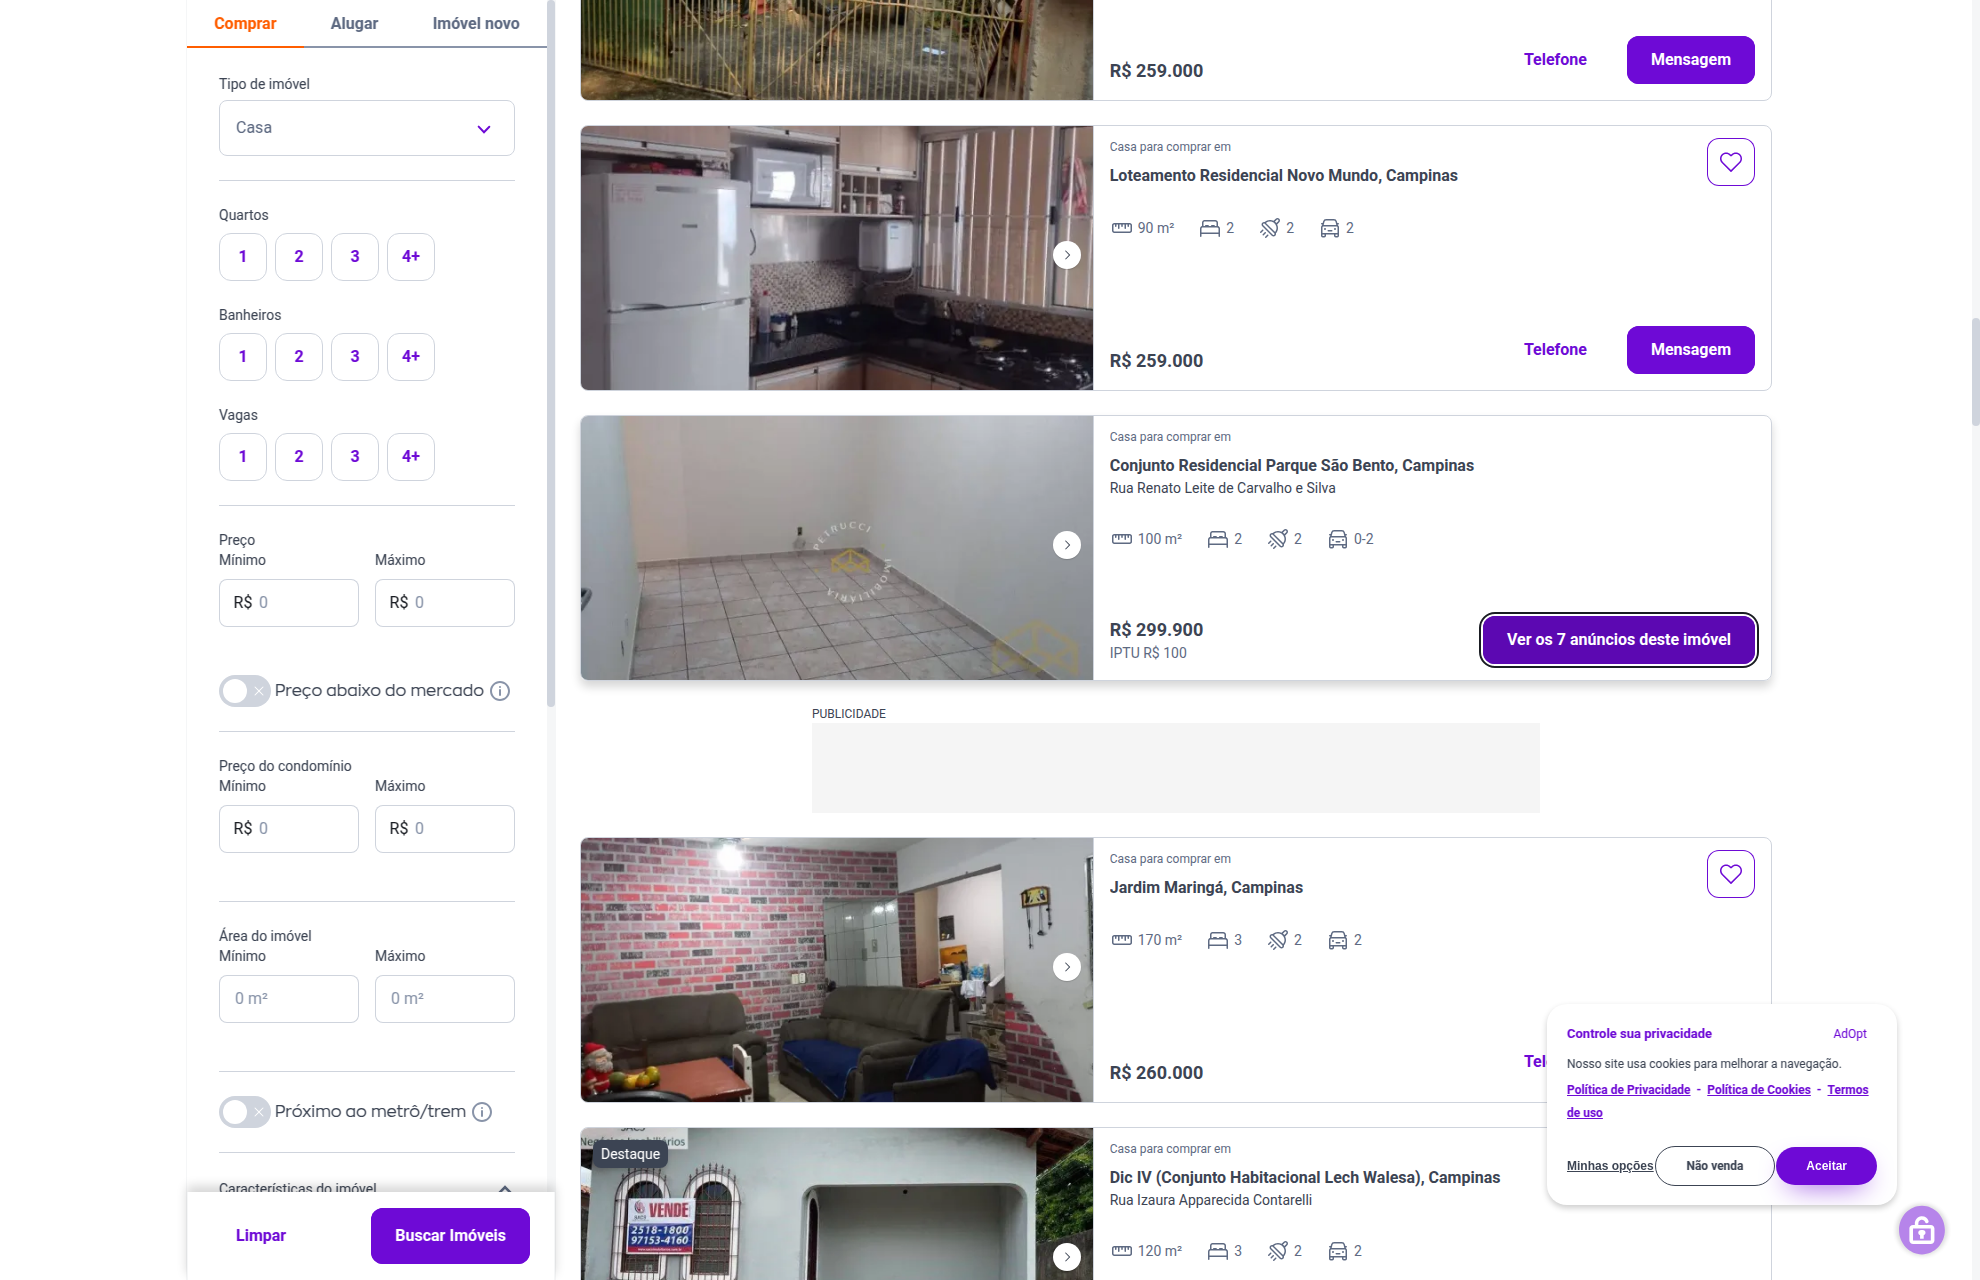 Comprar
Alugar
Imóvel novo
Tipo de imóvel
Casa
Quartos
1
2
3
4+
Banheiros
1
2
3
4+
Vagas
1
2
3
4+
Preço
Mínimo
Máximo
R$ 0
R$ 0
Preço abaixo do mercado
Preço do condomínio
Mínimo
Máximo
R$ 0
R$ 0
Área do imóvel
Mínimo
Máximo
0 m²
0 m²
Próximo ao metrô/trem
Características do imóvel
Limpar
Buscar Imóveis
R$ 259.000
Telefone
Mensagem
Casa para comprar em
Loteamento Residencial Novo Mundo, Campinas
90 m²
2
2
2
R$ 259.000
Telefone
Mensagem
PETRUCCI
IMOBILIÁRIA
Casa para comprar em
Conjunto Residencial Parque São Bento, Campinas
Rua Renato Leite de Carvalho e Silva
100 m²
2
2
0-2
R$ 299.900
IPTU R$ 100
Ver os 7 anúncios deste imóvel
PUBLICIDADE
Casa para comprar em
Jardim Maringá, Campinas
170 m²
3
2
2
R$ 260.000
Tel
Destaque
VENDE
2518-1800
97153-4160
Casa para comprar em
Dic IV (Conjunto Habitacional Lech Walesa), Campinas
Rua Izaura Apparecida Contarelli
120 m²
3
2
2
Controle sua privacidade
AdOpt
Nosso site usa cookies para melhorar a navegação.
Política de Privacidade - Política de Cookies - Termos
de uso
Minhas opções
Não venda
Aceitar